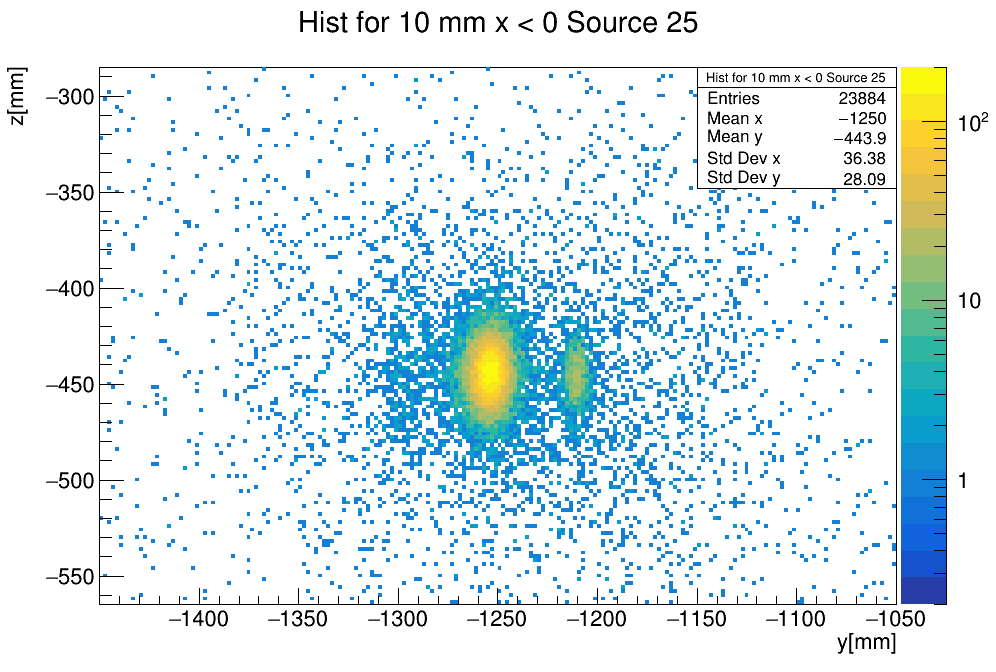 Hist for 10 mm x < 0 Source 25
z[mm]
Hist for 10 mm x < 0 Source 25
Entries 23884
Mean x −1250
Mean y −443.9
Std Dev x 36.38
Std Dev y 28.09
−300
−350
−400
−450
−500
−550
10²
10
1
−1400 −1350 −1300 −1250 −1200 −1150 −1100 −1050
y[mm]